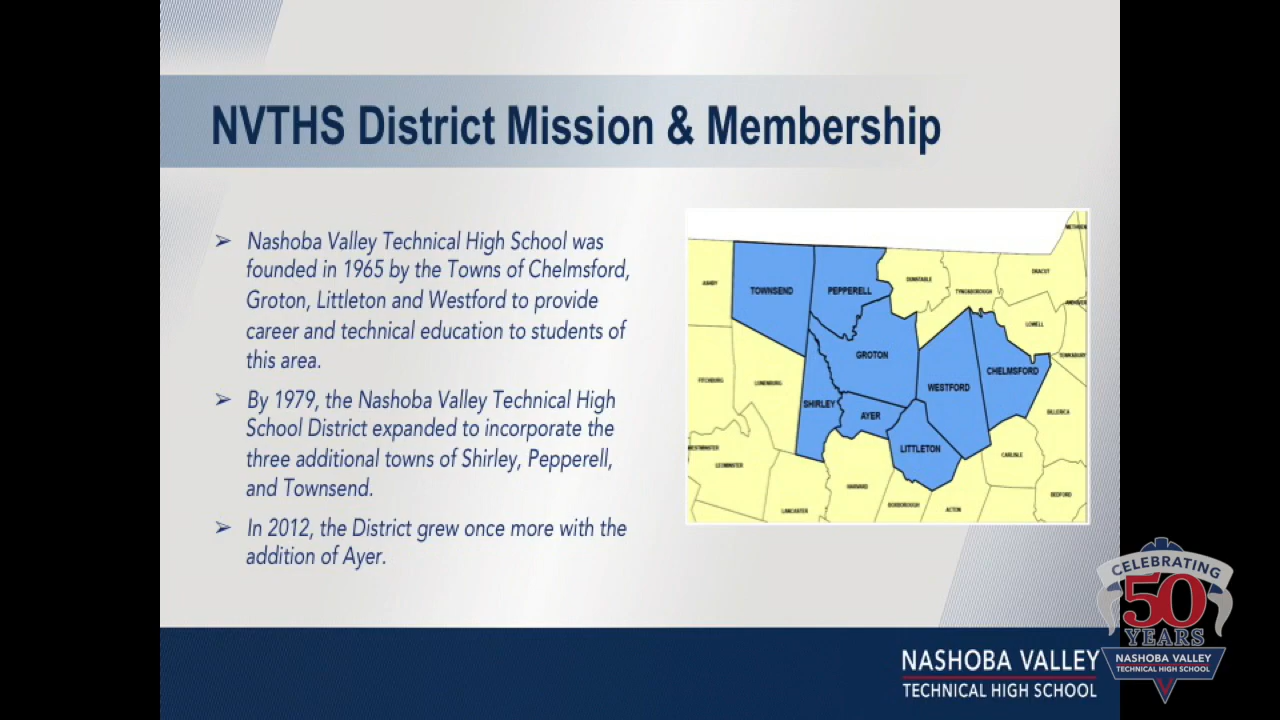 NVTHS District Mission & Membership
➢ Nashoba Valley Technical High School was
founded in 1965 by the Towns of Chelmsford,
Groton, Littleton and Westford to provide
career and technical education to students of
this area.
➢ By 1979, the Nashoba Valley Technical High
School District expanded to incorporate the
three additional towns of Shirley, Pepperell,
and Townsend.
➢ In 2012, the District grew once more with the
addition of Ayer.
METHUEN
ASHBY
TOWNSEND
PEPPERELL
DUNSTABLE
TYNGSBOROUGH
DRACUT
ANDOVER
LOWELL
TEWKSBURY
GROTON
FITCHBURG
LUNENBURG
WESTFORD
CHELMSFORD
SHIRLEY
AYER
BILLERICA
WESTMINSTER
LITTLETON
CARLISLE
LEOMINSTER
HARVARD
BEDFORD
LANCASTER
BOXBOROUGH
ACTON
NASHOBA VALLEY
TECHNICAL HIGH SCHOOL
CELEBRATING
50
YEARS
NASHOBA VALLEY
TECHNICAL HIGH SCHOOL